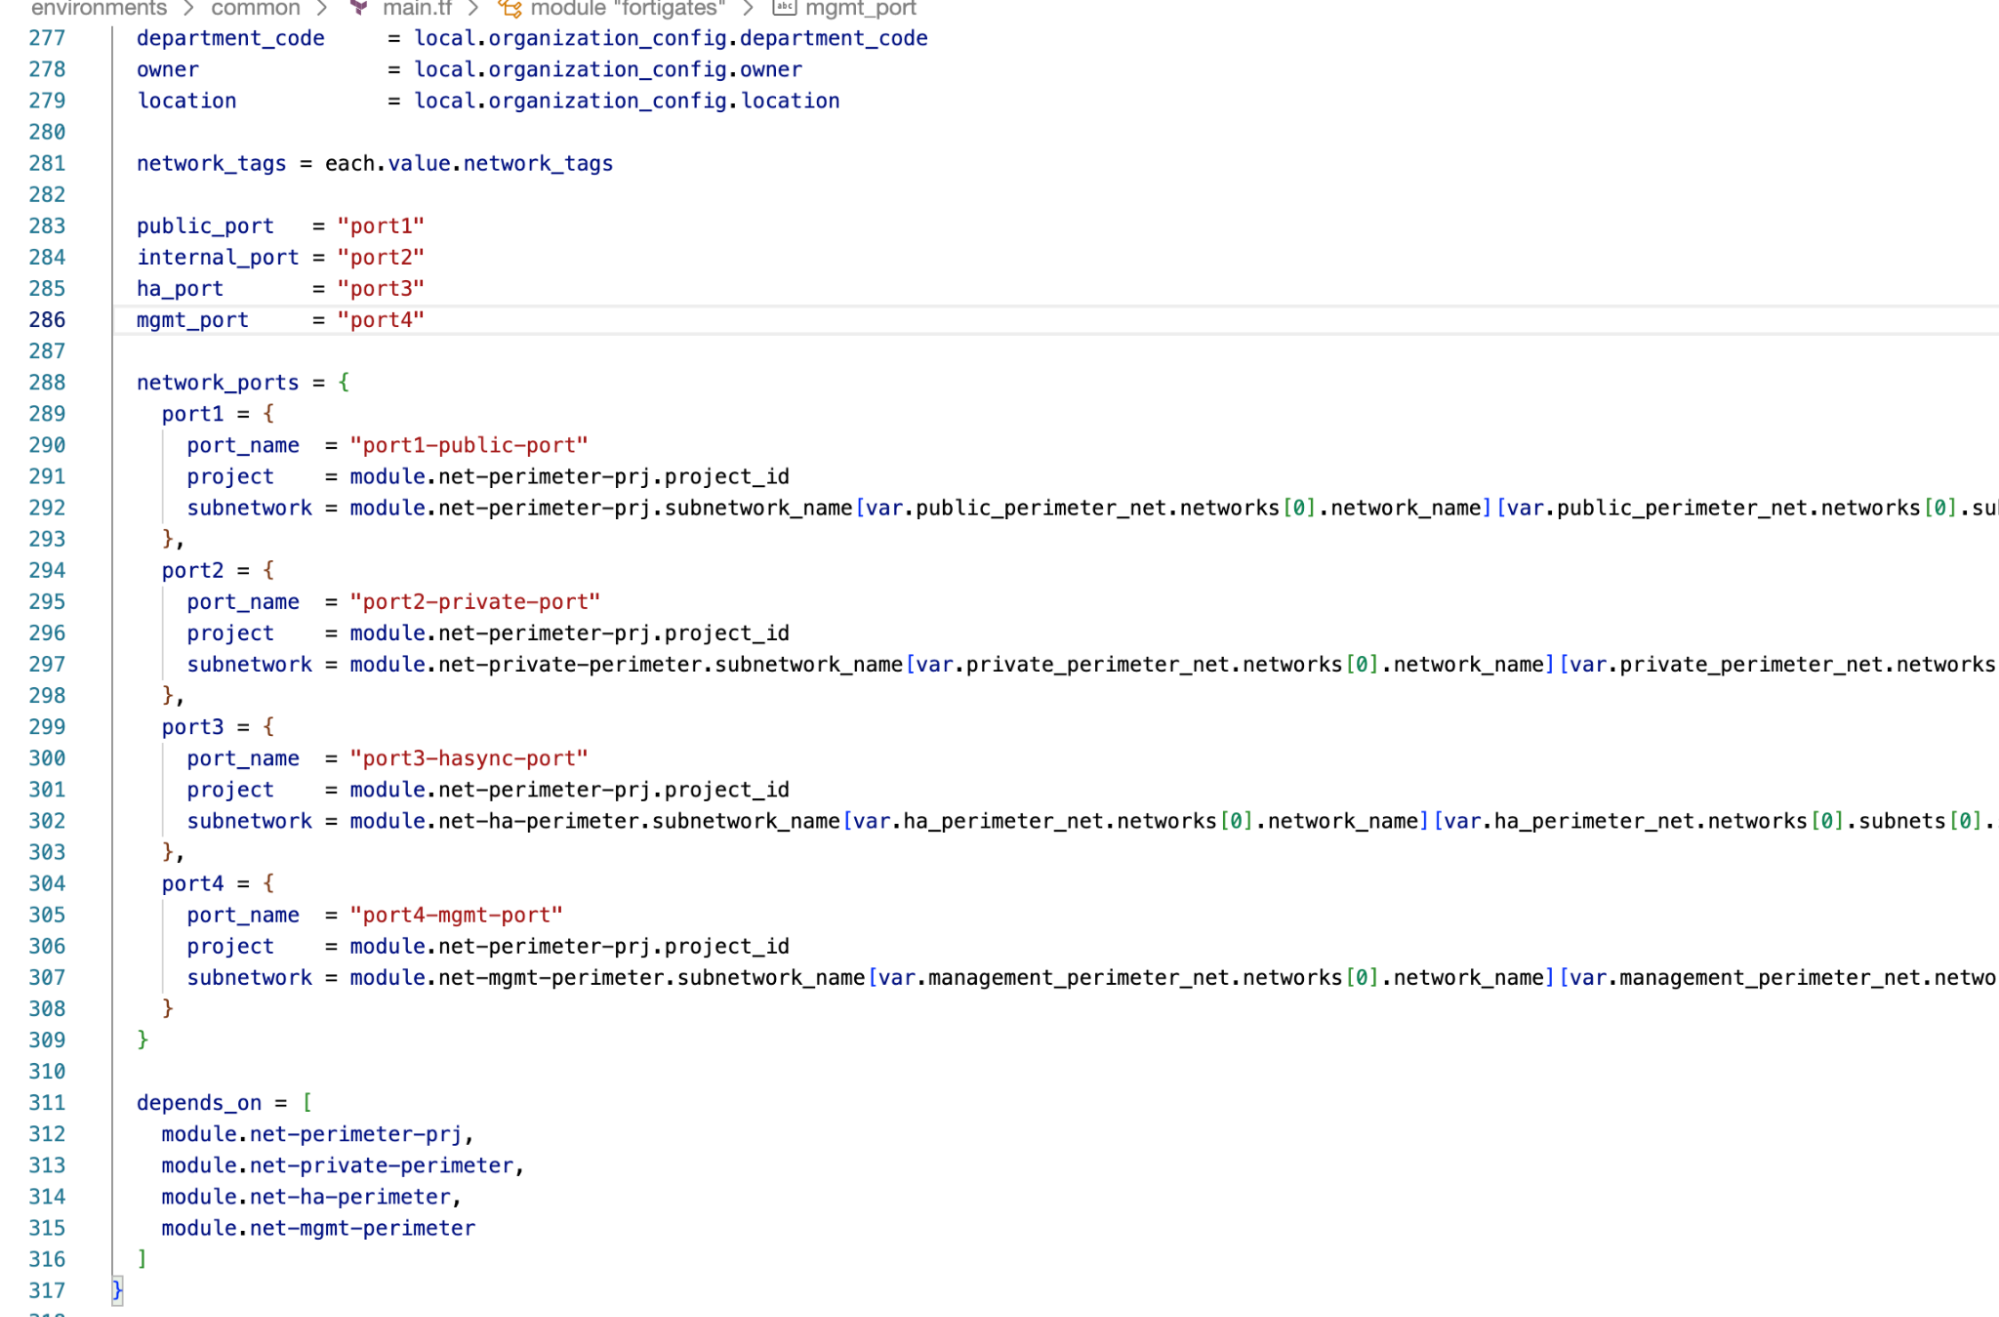 environments > common > main.tf > module "fortigates" > mgmt_port
277 department_code = local.organization_config.department_code
278 owner = local.organization_config.owner
279 location = local.organization_config.location
280
281 network_tags = each.value.network_tags
282
283 public_port = "port1"
284 internal_port = "port2"
285 ha_port = "port3"
286 mgmt_port = "port4"
287
288 network_ports = {
289 port1 = {
290 port_name = "port1-public-port"
291 project = module.net-perimeter-prj.project_id
292 subnetwork = module.net-perimeter-prj.subnetwork_name[var.public_perimeter_net.networks[0].network_name][var.public_perimeter_net.networks[0].su
293 },
294 port2 = {
295 port_name = "port2-private-port"
296 project = module.net-perimeter-prj.project_id
297 subnetwork = module.net-private-perimeter.subnetwork_name[var.private_perimeter_net.networks[0].network_name][var.private_perimeter_net.networks
298 },
299 port3 = {
300 port_name = "port3-hasync-port"
301 project = module.net-perimeter-prj.project_id
302 subnetwork = module.net-ha-perimeter.subnetwork_name[var.ha_perimeter_net.networks[0].network_name][var.ha_perimeter_net.networks[0].subnets[0].
303 },
304 port4 = {
305 port_name = "port4-mgmt-port"
306 project = module.net-perimeter-prj.project_id
307 subnetwork = module.net-mgmt-perimeter.subnetwork_name[var.management_perimeter_net.networks[0].network_name][var.management_perimeter_net.netwo
308 }
309 }
310
311 depends_on = [
312 module.net-perimeter-prj,
313 module.net-private-perimeter,
314 module.net-ha-perimeter,
315 module.net-mgmt-perimeter
316 ]
317 }